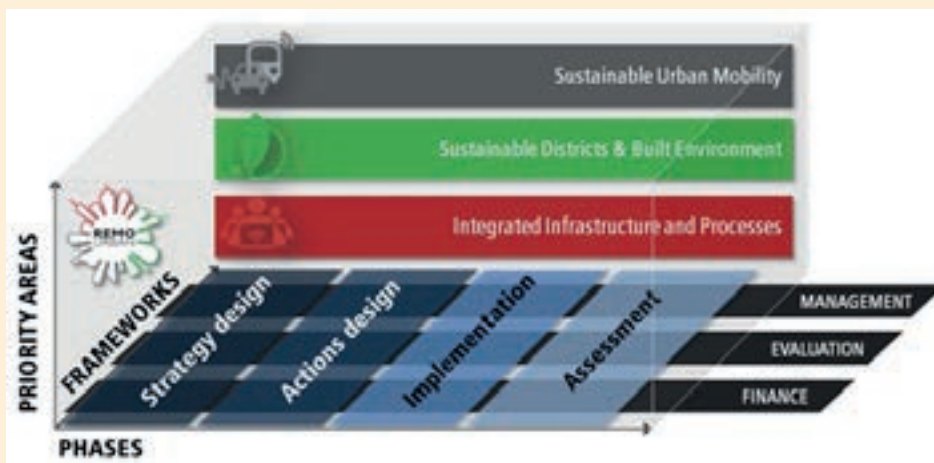 Sustainable Urban Mobility
Sustainable Districts & Built Environment
Integrated Infrastructure and Processes
REMO
PRIORITY AREAS
FRAMEWORKS
Strategy design
Actions design
Implementation
Assessment
MANAGEMENT
EVALUATION
FINANCE
PHASES